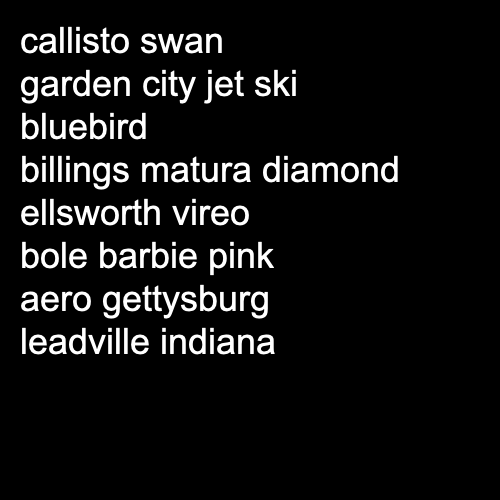 callisto swan
garden city jet ski
bluebird
billings matura diamond
ellsworth vireo
bole barbie pink
aero gettysburg
leadville indiana